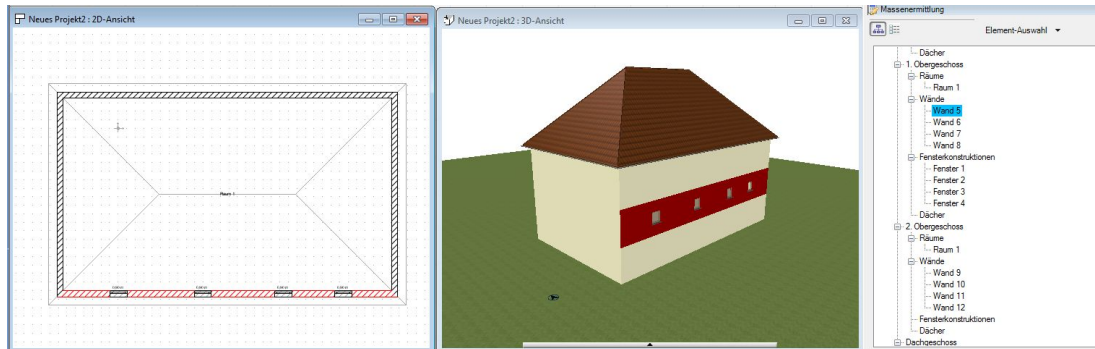 Neues Projekt2 : 2D-Ansicht
Raum 1
Neues Projekt2 : 3D-Ansicht
Massenermittlung
Element-Auswahl
Dächer
1. Obergeschoss
Räume
Raum 1
Wände
Wand 5
Wand 6
Wand 7
Wand 8
Fensterkonstruktionen
Fenster 1
Fenster 2
Fenster 3
Fenster 4
Dächer
2. Obergeschoss
Räume
Raum 1
Wände
Wand 9
Wand 10
Wand 11
Wand 12
Fensterkonstruktionen
Dächer
Dachgeschoss